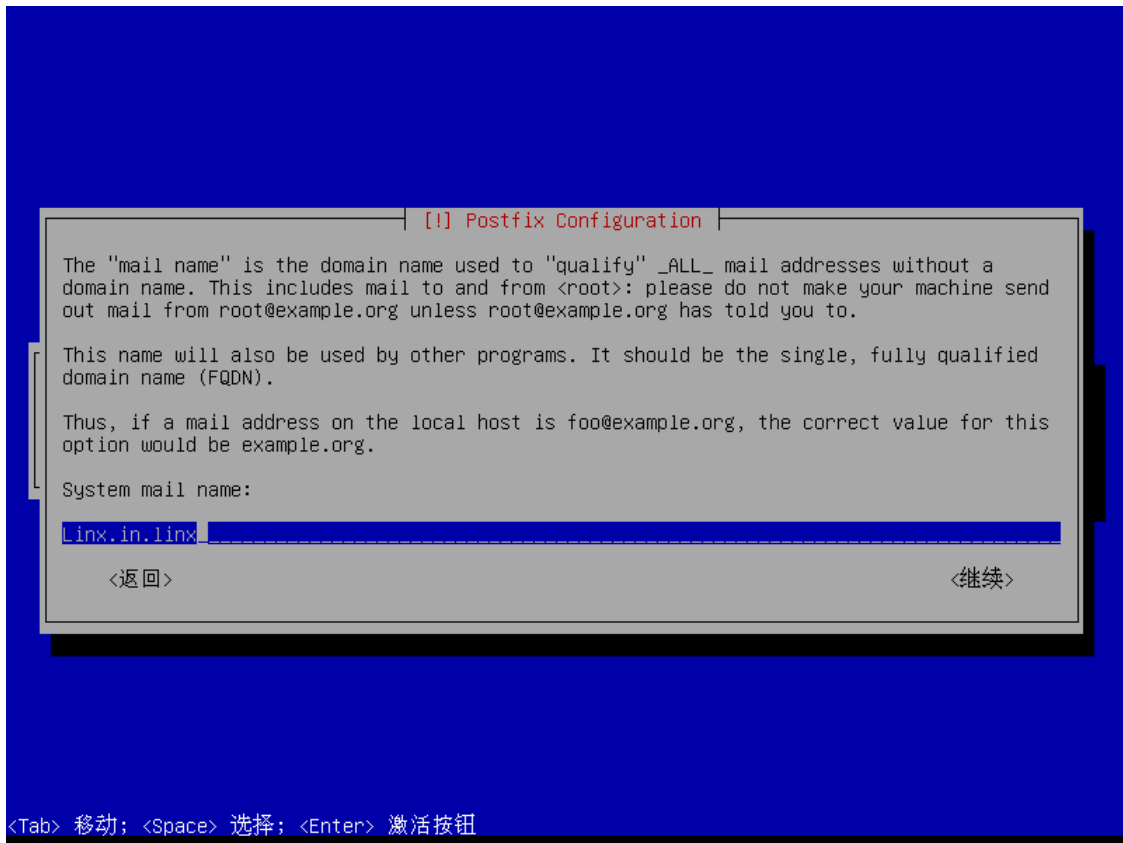 [!] Postfix Configuration
The "mail name" is the domain name used to "qualify" _ALL_ mail addresses without a
domain name. This includes mail to and from <root>: please do not make your machine send
out mail from root@example.org unless root@example.org has told you to.
This name will also be used by other programs. It should be the single, fully qualified
domain name (FQDN).
Thus, if a mail address on the local host is foo@example.org, the correct value for this
option would be example.org.
System mail name:
Linx.in.linx
<返回> <继续>
<Tab> 移动; <Space> 选择; <Enter> 激活按钮